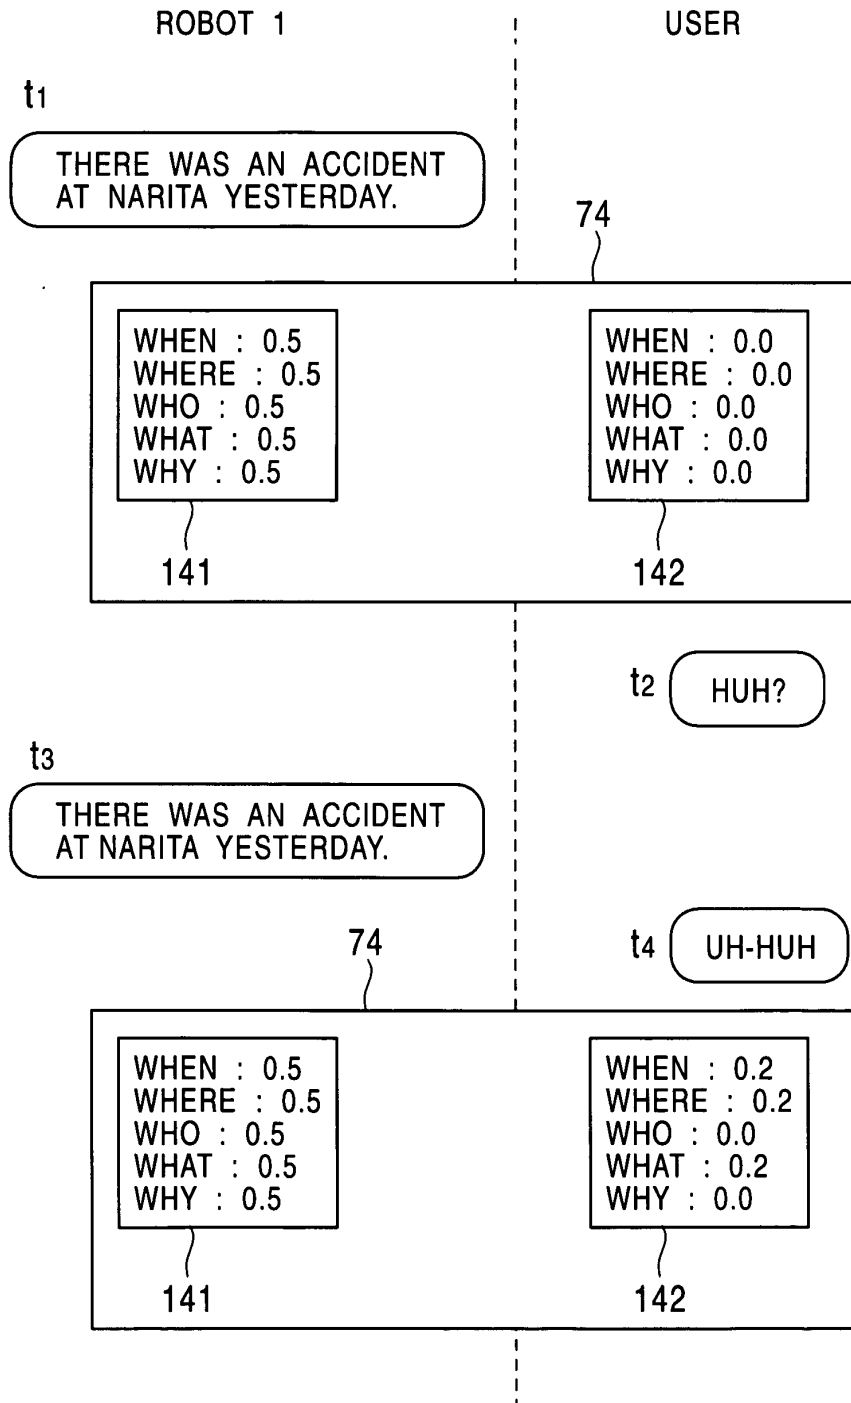 ROBOT 1
USER
t1
THERE WAS AN ACCIDENT
AT NARITA YESTERDAY.
74
WHEN : 0.5
WHERE : 0.5
WHO : 0.5
WHAT : 0.5
WHY : 0.5
141
WHEN : 0.0
WHERE : 0.0
WHO : 0.0
WHAT : 0.0
WHY : 0.0
142
t2
HUH?
t3
THERE WAS AN ACCIDENT
AT NARITA YESTERDAY.
t4
UH-HUH
74
WHEN : 0.5
WHERE : 0.5
WHO : 0.5
WHAT : 0.5
WHY : 0.5
141
WHEN : 0.2
WHERE : 0.2
WHO : 0.0
WHAT : 0.2
WHY : 0.0
142